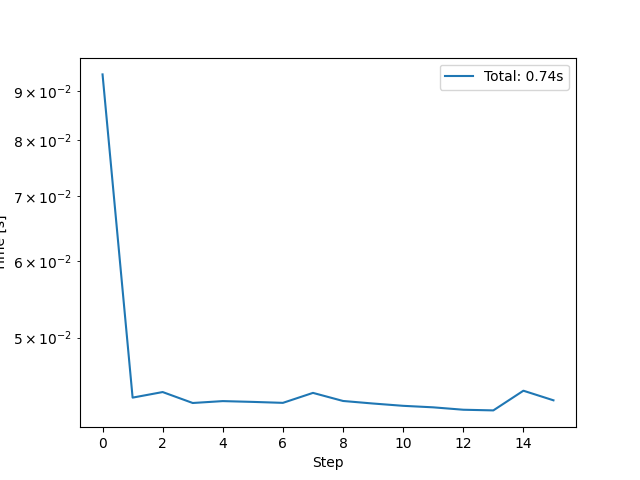 Total: 0.74s
9 × 10⁻²
8 × 10⁻²
7 × 10⁻²
6 × 10⁻²
5 × 10⁻²
Time [s]
0 2 4 6 8 10 12 14
Step